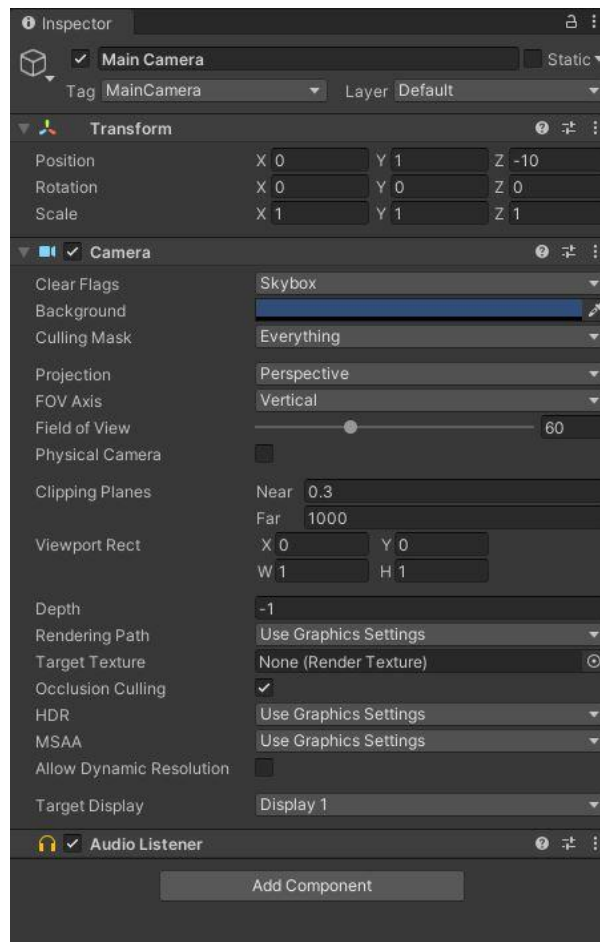 Inspector
Main Camera Static
Tag MainCamera Layer Default
Transform
Position X 0 Y 1 Z -10
Rotation X 0 Y 0 Z 0
Scale X 1 Y 1 Z 1
Camera
Clear Flags Skybox
Background
Culling Mask Everything
Projection Perspective
FOV Axis Vertical
Field of View 60
Physical Camera
Clipping Planes Near 0.3
Far 1000
Viewport Rect X 0 Y 0
W 1 H 1
Depth -1
Rendering Path Use Graphics Settings
Target Texture None (Render Texture)
Occlusion Culling
HDR Use Graphics Settings
MSAA Use Graphics Settings
Allow Dynamic Resolution
Target Display Display 1
Audio Listener
Add Component